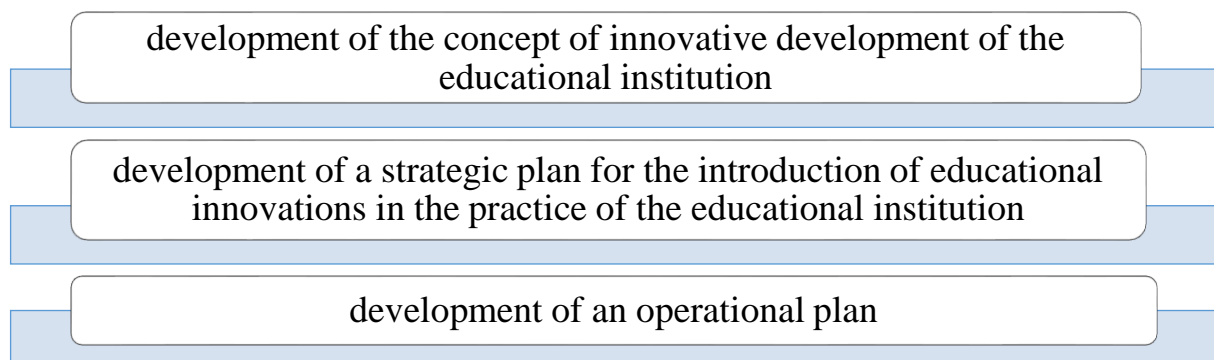 development of the concept of innovative development of the
educational institution
development of a strategic plan for the introduction of educational
innovations in the practice of the educational institution
development of an operational plan